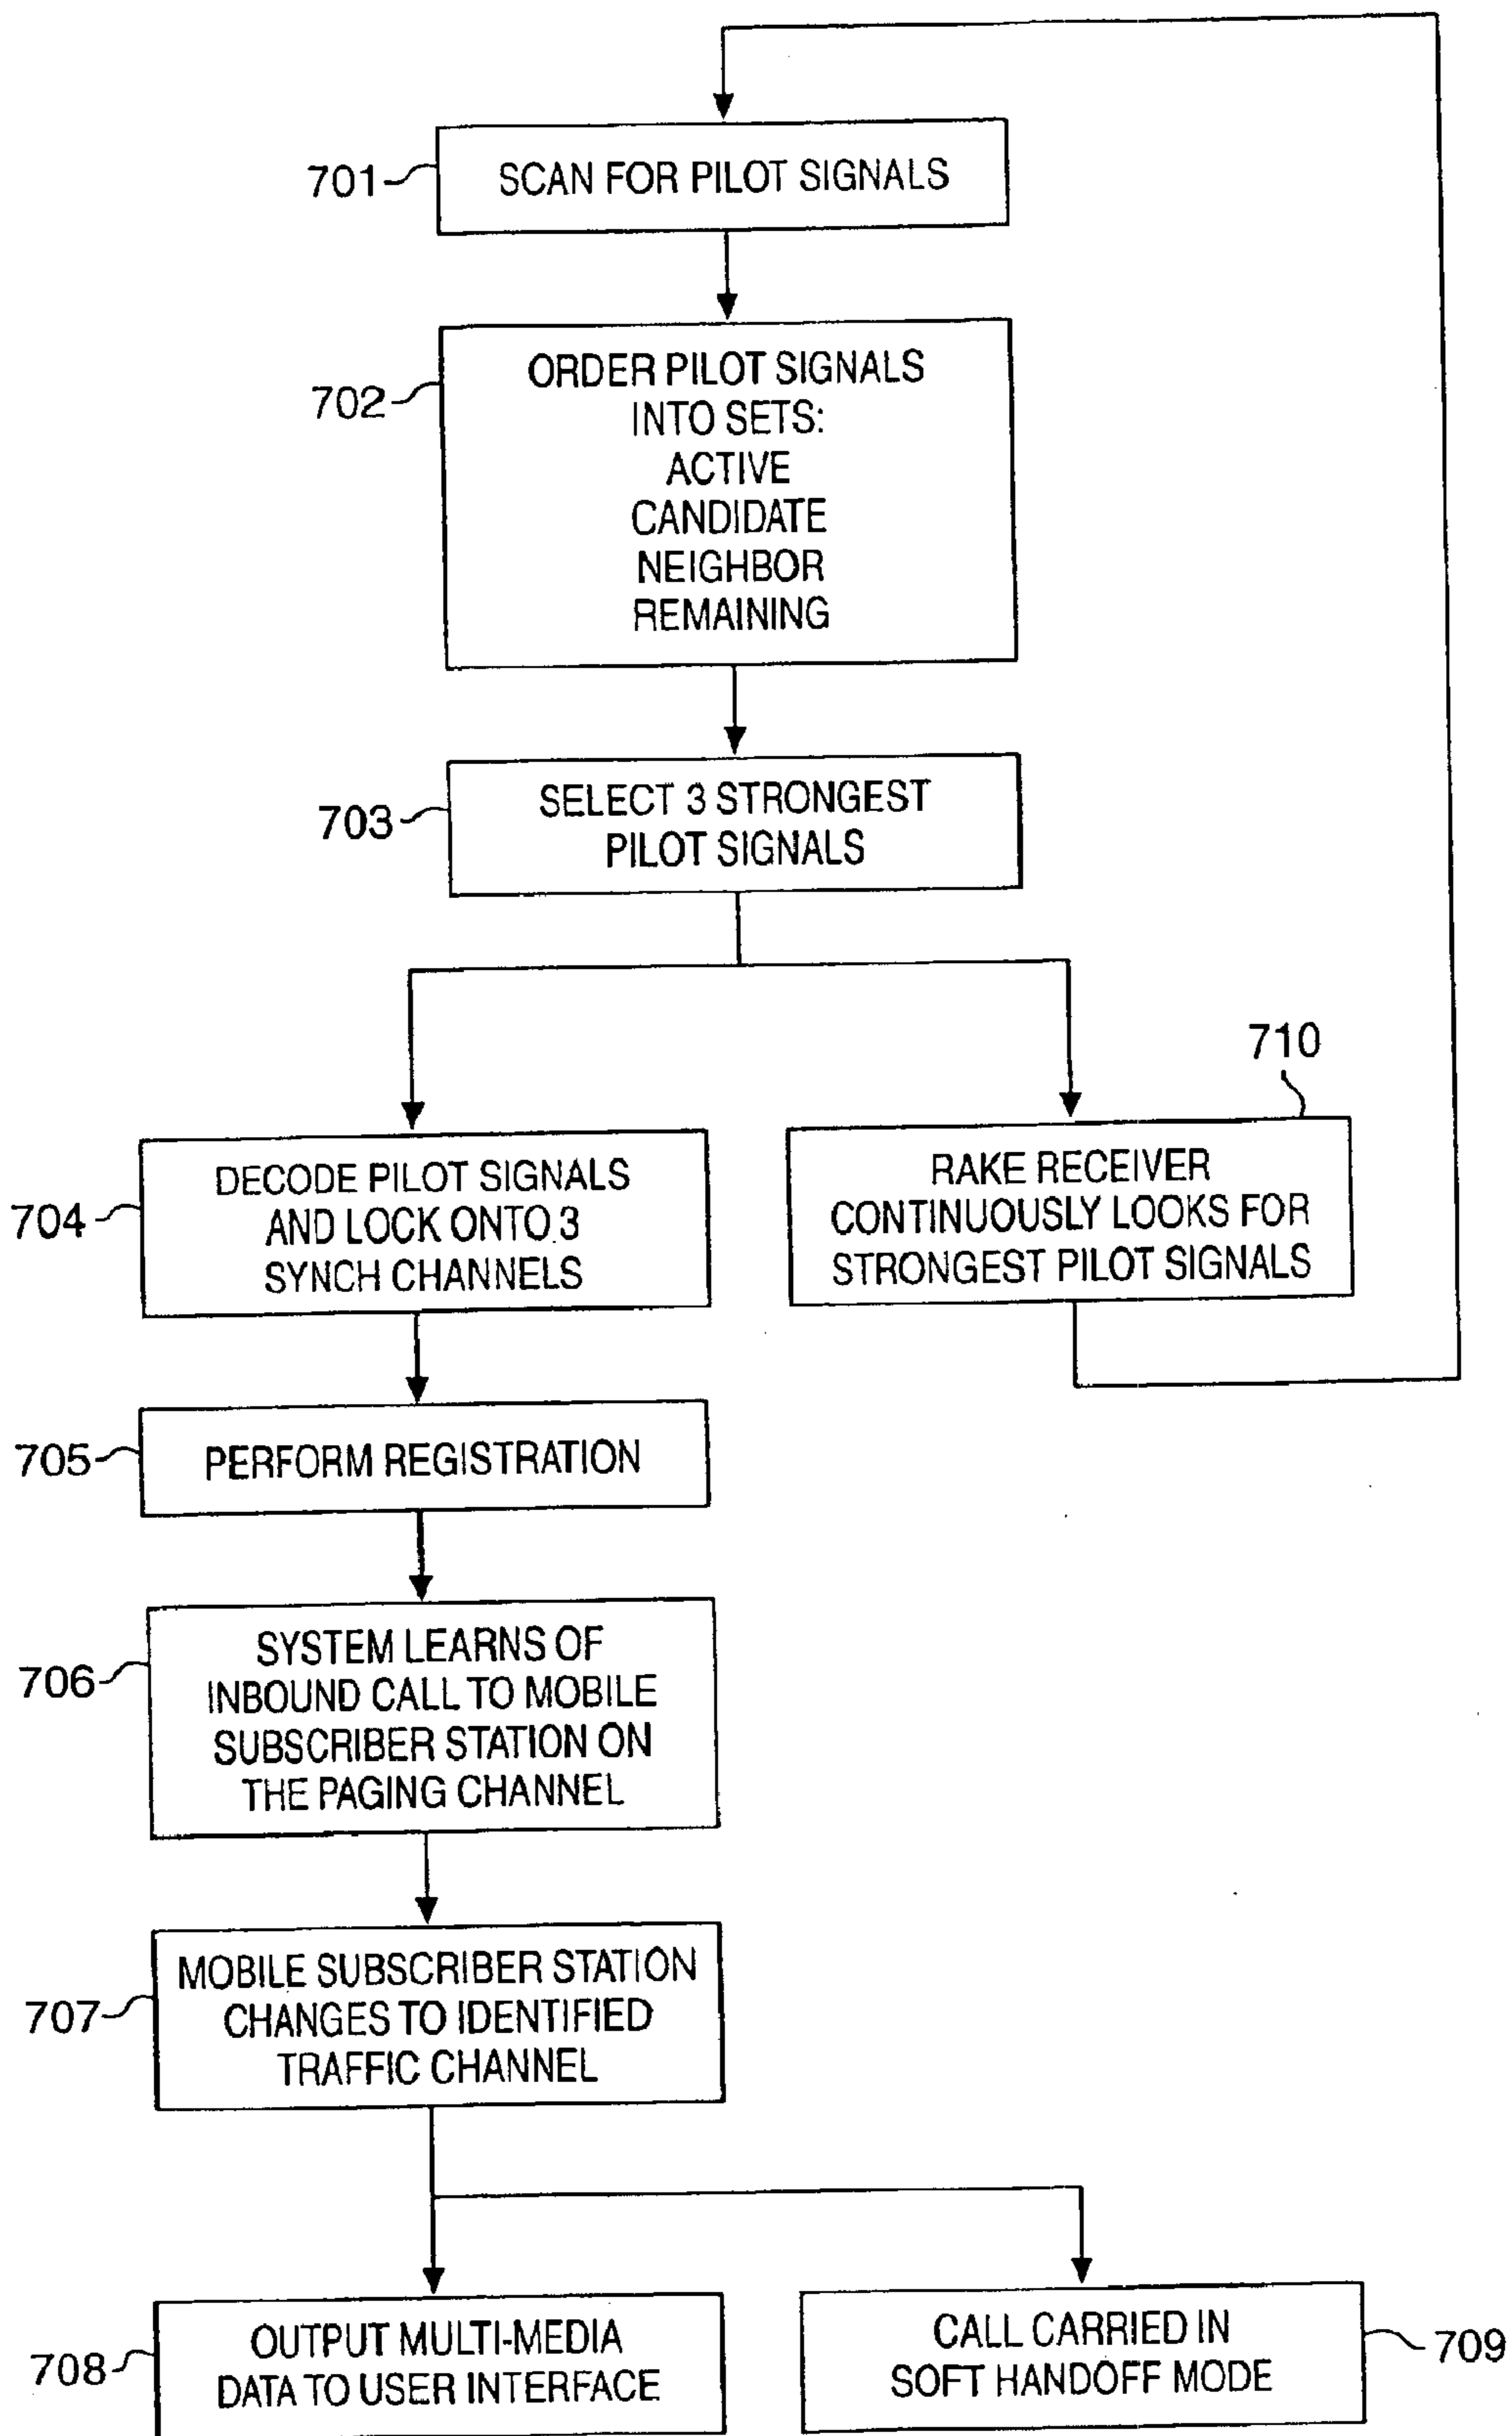 701
SCAN FOR PILOT SIGNALS
702
ORDER PILOT SIGNALS
INTO SETS:
ACTIVE
CANDIDATE
NEIGHBOR
REMAINING
703
SELECT 3 STRONGEST
PILOT SIGNALS
704
DECODE PILOT SIGNALS
AND LOCK ONTO 3
SYNCH CHANNELS
710
RAKE RECEIVER
CONTINUOUSLY LOOKS FOR
STRONGEST PILOT SIGNALS
705
PERFORM REGISTRATION
706
SYSTEM LEARNS OF
INBOUND CALL TO MOBILE
SUBSCRIBER STATION ON
THE PAGING CHANNEL
707
MOBILE SUBSCRIBER STATION
CHANGES TO IDENTIFIED
TRAFFIC CHANNEL
708
OUTPUT MULTI-MEDIA
DATA TO USER INTERFACE
CALL CARRIED IN
SOFT HANDOFF MODE
709